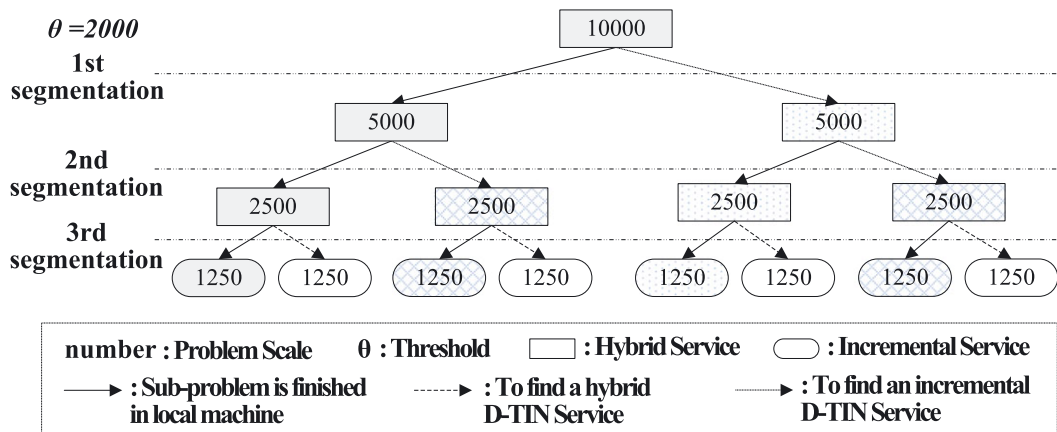 θ =2000
10000
1st
segmentation
5000 5000
2nd
segmentation
2500 2500 2500 2500
3rd
segmentation
1250 1250 1250 1250 1250 1250 1250 1250
number : Problem Scale θ : Threshold : Hybrid Service : Incremental Service
: Sub-problem is finished
in local machine
: To find a hybrid
D-TIN Service
: To find an incremental
D-TIN Service